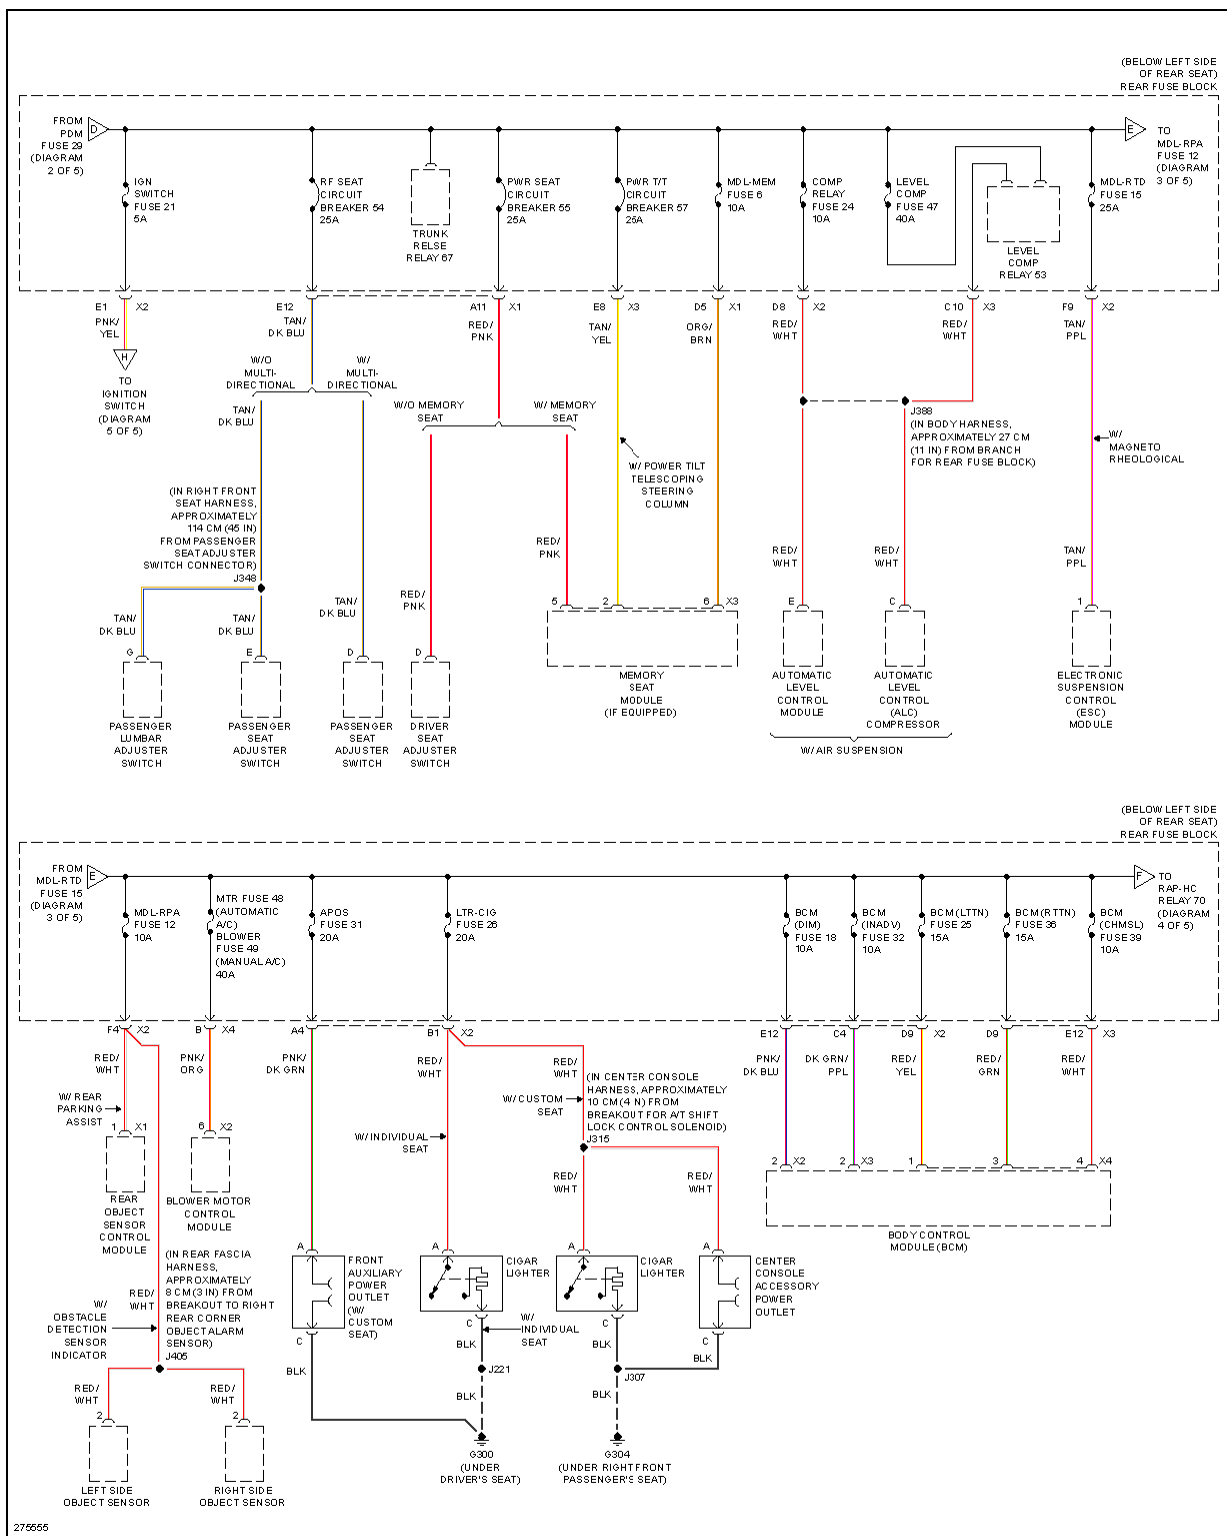 (BELOW LEFT SIDE
OF REAR SEAT)
REAR FUSE BLOCK
FROM
PDM
FUSE 29
(DIAGRAM
2 OF 5)
D
E
TO
MDL-RPA
FUSE 12
(DIAGRAM
3 OF 5)
IGN
SWITCH
FUSE 21
5A
RF SEAT
CIRCUIT
BREAKER 54
25A
TRUNK
RELSE
RELAY 67
PWR SEAT
CIRCUIT
BREAKER 55
25A
PWR T/T
CIRCUIT
BREAKER 57
25A
MDL-MEM
FUSE 6
10A
COMP
RELAY
FUSE 24
10A
LEVEL
COMP
FUSE 47
40A
LEVEL
COMP
RELAY 53
MDL-RTD
FUSE 15
25A
E1 X2 E12 A11 X1 E8 X3 D5 X1 D8 X2 C10 X3 F9 X2
PNK/
YEL
TAN/
DK BLU
RED/
PNK
TAN/
YEL
ORG/
BRN
RED/
WHT
RED/
WHT
TAN/
PPL
H
TO
IGNITION
SWITCH
(DIAGRAM
5 OF 5)
W/O
MULTI-
DIRECTIONAL
W/
MULTI-
DIRECTIONAL
TAN/
DK BLU
W/O MEMORY
SEAT
W/ MEMORY
SEAT
J388
(IN BODY HARNESS,
APPROXIMATELY 27 CM
(11 IN) FROM BRANCH
FOR REAR FUSE BLOCK)
W/
MAGNETO
RHEOLOGICAL
W/ POWER TILT
TELESCOPING
STEERING
COLUMN
(IN RIGHT FRONT
SEAT HARNESS,
APPROXIMATELY
114 CM (45 IN)
FROM PASSENGER
SEAT ADJUSTER
SWITCH CONNECTOR)
J348
RED/
PNK
RED/
WHT
RED/
WHT
TAN/
PPL
TAN/
DK BLU
TAN/
DK BLU
TAN/
DK BLU
RED/
PNK
5 2 6 X3 E C 1
G E D D
PASSENGER
LUMBAR
ADJUSTER
SWITCH
PASSENGER
SEAT
ADJUSTER
SWITCH
PASSENGER
SEAT
ADJUSTER
SWITCH
DRIVER
SEAT
ADJUSTER
SWITCH
MEMORY
SEAT
MODULE
(IF EQUIPPED)
AUTOMATIC
LEVEL
CONTROL
MODULE
AUTOMATIC
LEVEL
CONTROL
(ALC)
COMPRESSOR
W/ AIR SUSPENSION
ELECTRONIC
SUSPENSION
CONTROL
(ESC)
MODULE
(BELOW LEFT SIDE
OF REAR SEAT)
REAR FUSE BLOCK
FROM
MDL-RTD
FUSE 15
(DIAGRAM
3 OF 5)
E
F
TO
RAP-HC
RELAY 70
(DIAGRAM
4 OF 5)
MDL-RPA
FUSE 12
10A
MTR FUSE 48
(AUTOMATIC
A/C)
BLOWER
FUSE 49
(MANUAL A/C)
40A
APOS
FUSE 31
20A
LTR-CIG
FUSE 26
20A
BCM
(DIM)
FUSE 18
10A
BCM
(INADV)
FUSE 32
10A
BCM (LTTN)
FUSE 25
15A
BCM (RTTN)
FUSE 36
15A
BCM
(CHMSL)
FUSE 39
10A
F4 X2 B X4 A4 B1 X2 E12 C4 D9 X2 D9 E12 X3
RED/
WHT
PNK/
ORG
PNK/
DK GRN
RED/
WHT
RED/
WHT
PNK/
DK BLU
DK GRN/
PPL
RED/
YEL
RED/
GRN
RED/
WHT
W/ REAR
PARKING
ASSIST
W/ INDIVIDUAL
SEAT
W/ CUSTOM
SEAT
(IN CENTER CONSOLE
HARNESS, APPROXIMATELY
10 CM (4 IN) FROM
BREAKOUT FOR A/T SHIFT
LOCK CONTROL SOLENOID)
J315
1 X1 6 X2
2 X2 2 X3 1 3 4 X4
REAR
OBJECT
SENSOR
CONTROL
MODULE
BLOWER MOTOR
CONTROL
MODULE
RED/
WHT
RED/
WHT
BODY CONTROL
MODULE (BCM)
A A A A
FRONT
AUXILIARY
POWER
OUTLET
(W/
CUSTOM
SEAT)
CIGAR
LIGHTER
CIGAR
LIGHTER
CENTER
CONSOLE
ACCESSORY
POWER
OUTLET
(IN REAR FASCIA
HARNESS,
APPROXIMATELY
8 CM (3 IN) FROM
BREAKOUT TO RIGHT
REAR CORNER
OBJECT ALARM
SENSOR)
J405
RED/
WHT
W/
OBSTACLE
DETECTION
SENSOR
INDICATOR
C C C C
W/
INDIVIDUAL
SEAT
BLK
BLK
BLK
BLK
J221
J307
BLK
BLK
RED/
WHT
RED/
WHT
2 2
LEFT SIDE
OBJECT SENSOR
RIGHT SIDE
OBJECT SENSOR
G300
(UNDER
DRIVER'S SEAT)
G304
(UNDER RIGHT FRONT
PASSENGER'S SEAT)
275555